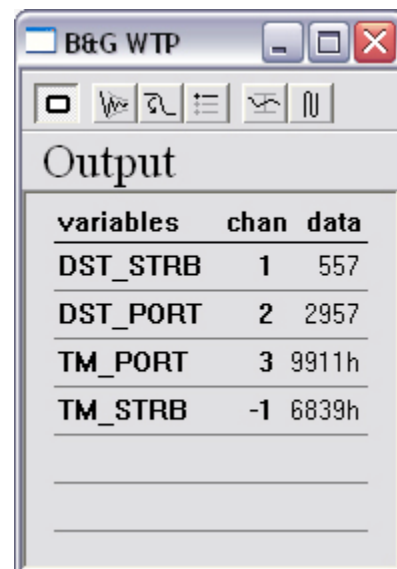 B&G WTP
Output
variables chan data
DST_STRB 1 557
DST_PORT 2 2957
TM_PORT 3 9911h
TM_STRB -1 6839h